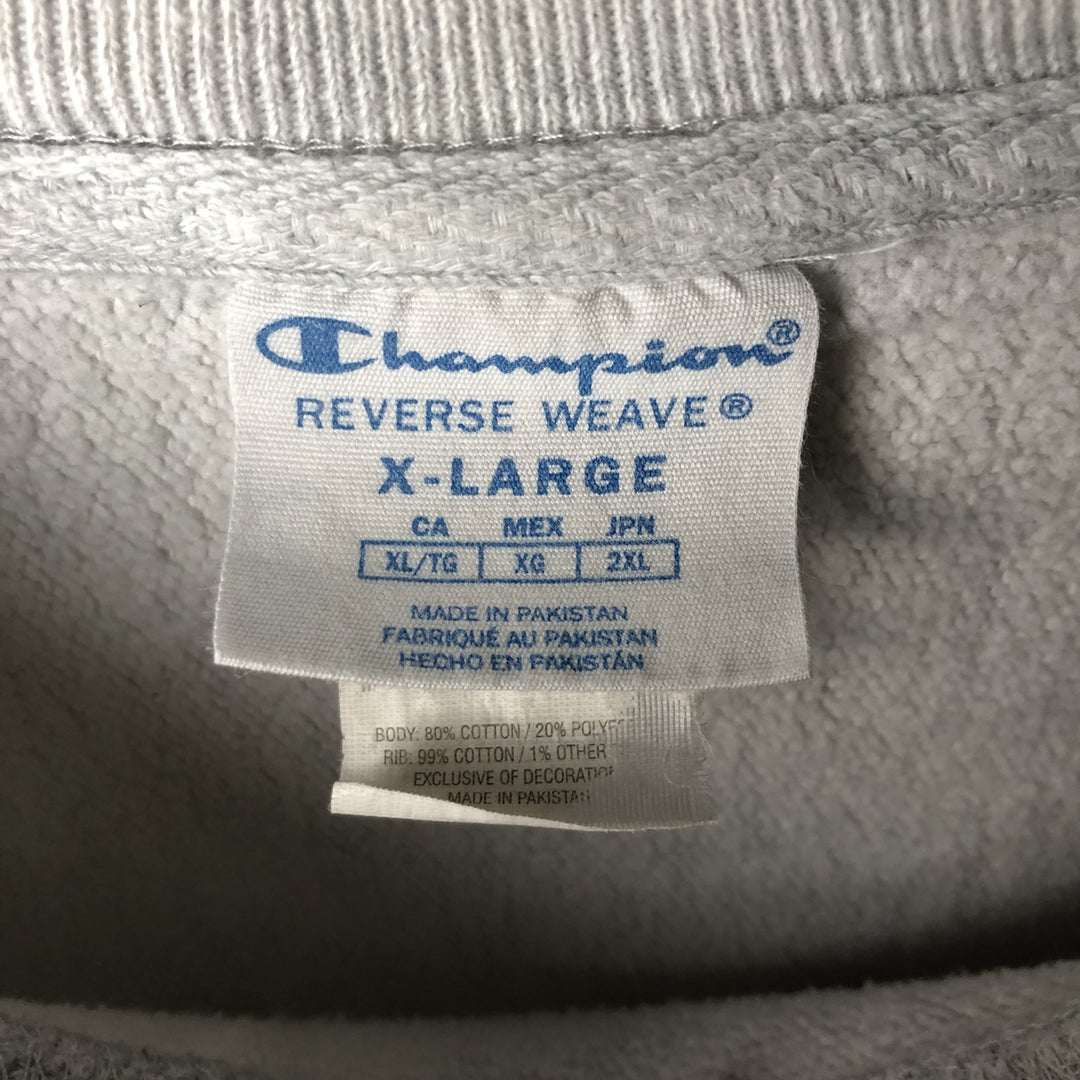 Champion®
REVERSE WEAVE®
X-LARGE
CA MEX JPN
XL/TG XG 2XL
MADE IN PAKISTAN
FABRIQUÉ AU PAKISTAN
HECHO EN PAKISTÁN
BODY: 80% COTTON / 20%
RIB: 99% COTTON / 1% OTHER
EXCLUSIVE OF
MADE IN PAKISTAN